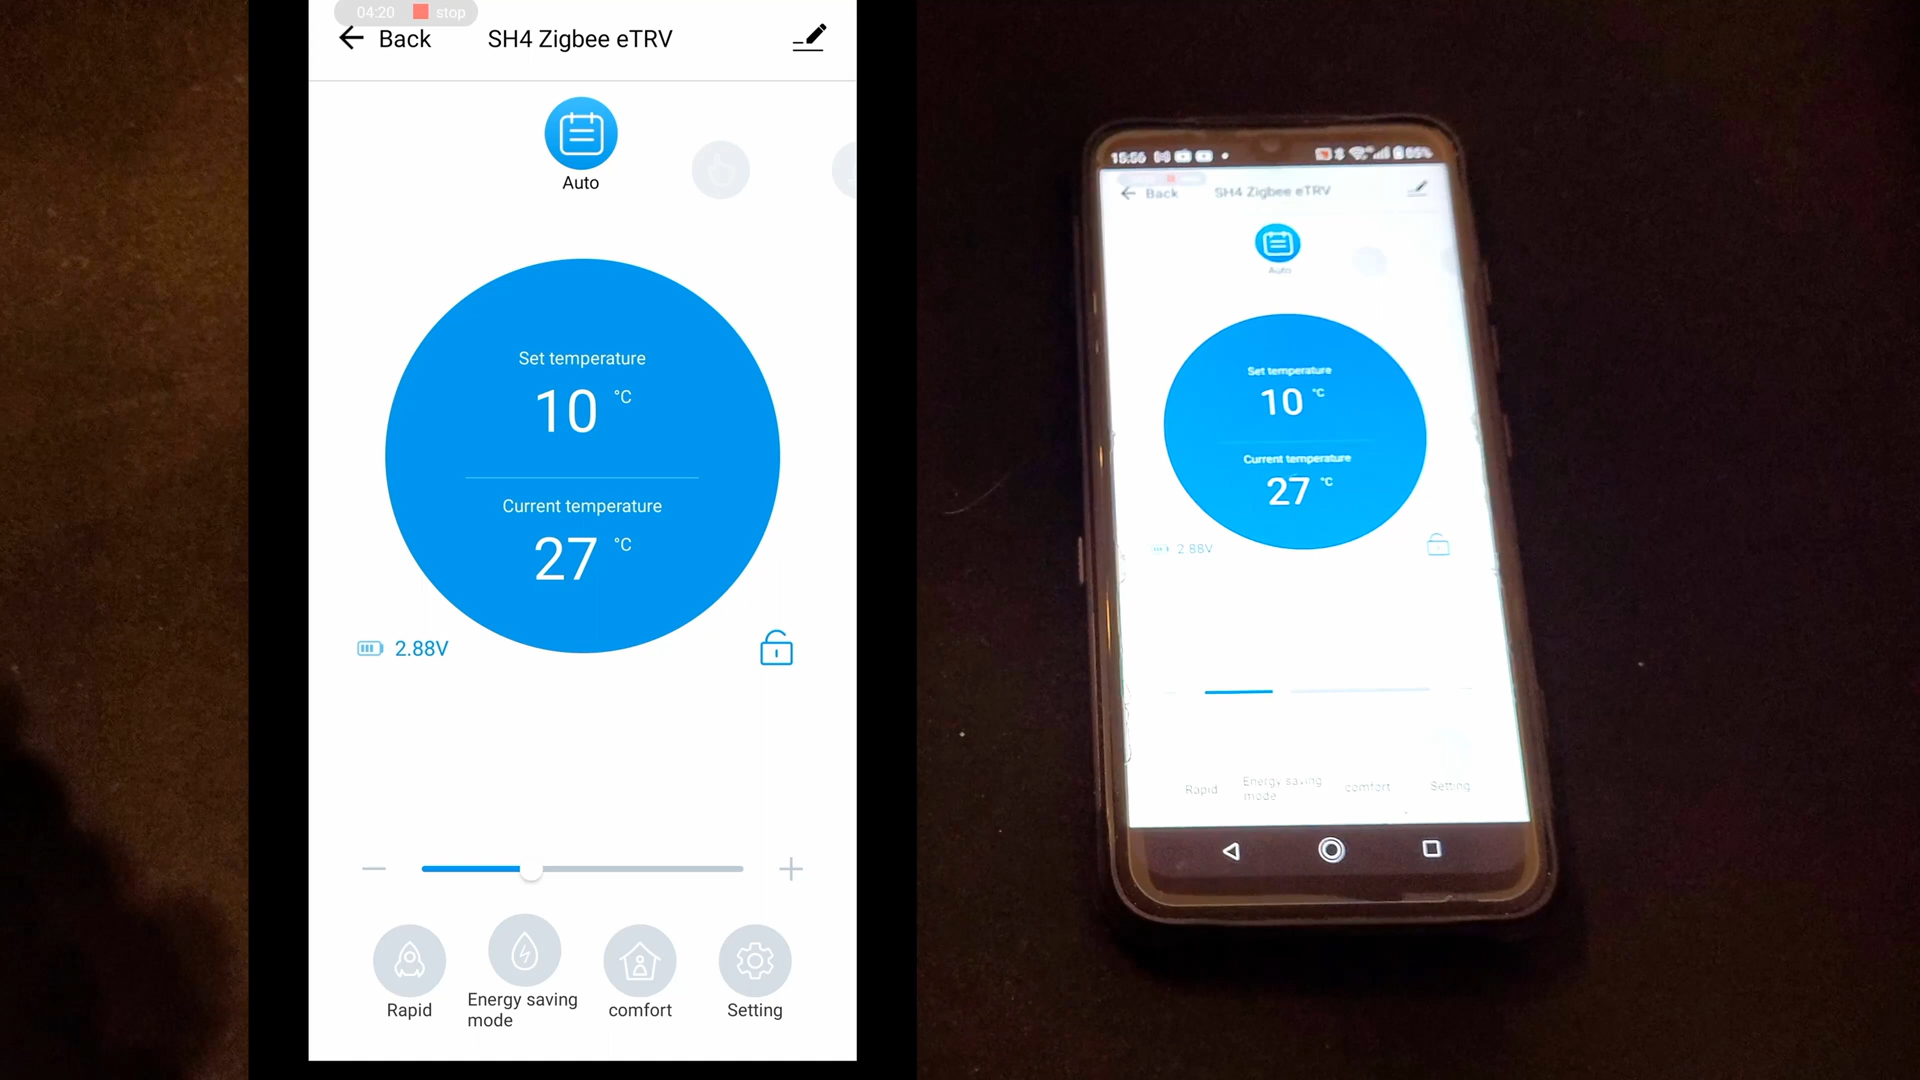 04:20 stop
Back SH4 Zigbee eTRV
Auto
Set temperature
10 °C
Current temperature
27 °C
2.88V
Rapid
Energy saving
mode
comfort
Setting
15:56 85%
Back SH4 Zigbee eTRV
Auto
Set temperature
10 °C
Current temperature
27 °C
2.88V
Rapid
Energy saving
mode
comfort
Setting